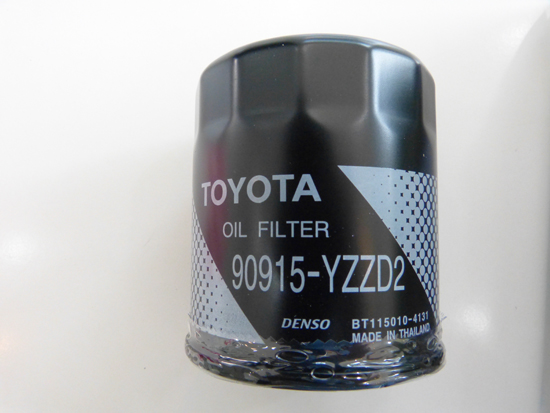 TOYOTA
OIL FILTER
90915-YZZD2
DENSO BT115010-4131
MADE IN THAILAND